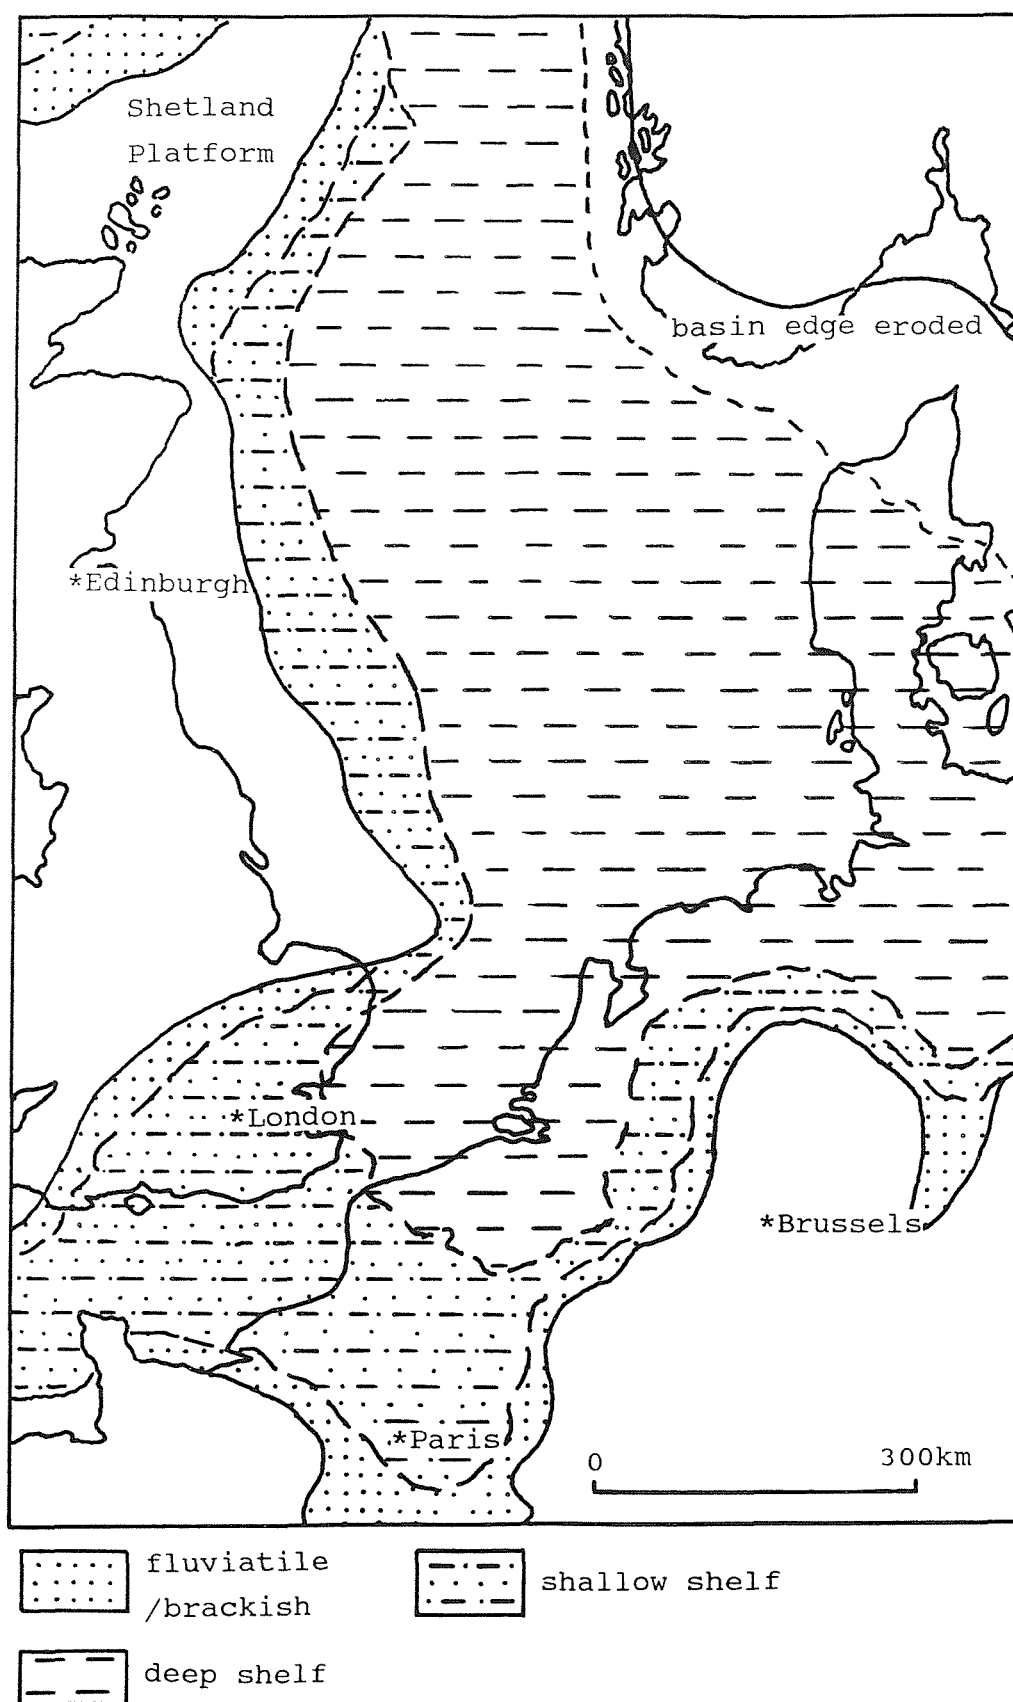 Shetland
Platform
basin edge eroded
*Edinburgh
*London
*Brussels
*Paris
0
300km
fluviatile
/brackish
shallow shelf
deep shelf